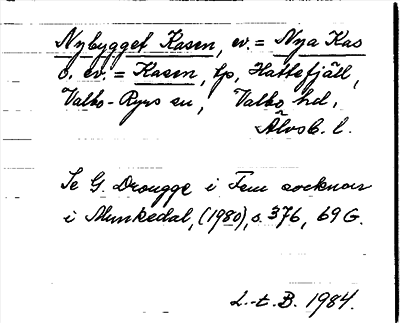 Nybygget Kasen, ev. = Nya Kas
o. ev. = Kasen, tp, Hattefjäll,
Valbo-Ryrs sn, Valbo hd,
Älvsb. l.
Se G. Drougge i Fem socknar
i Munkedal, (1980), s. 376, 69 G.
L.-t. B. 1984.